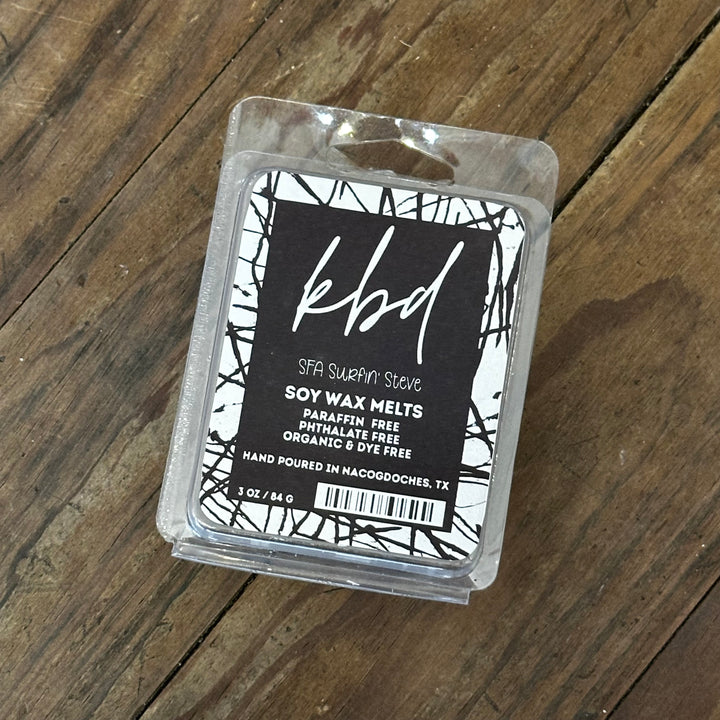 kbd
SFA Surfin' Steve
SOY WAX MELTS
PARAFFIN FREE
PHTHALATE FREE
ORGANIC & DYE FREE
HAND POURED IN NACOGDOCHES, TX
3 OZ / 84 G